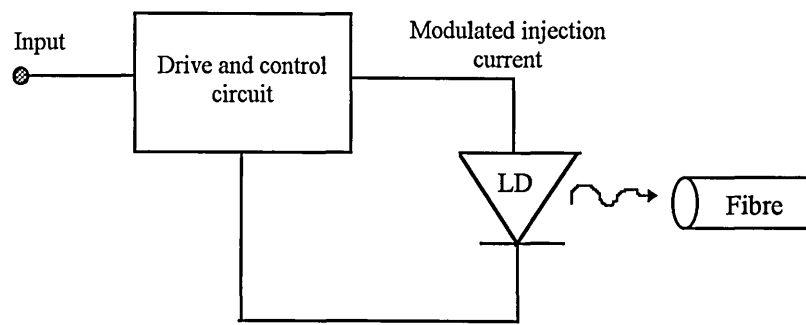 Input
Drive and control
circuit
Modulated injection
current
LD
Fibre